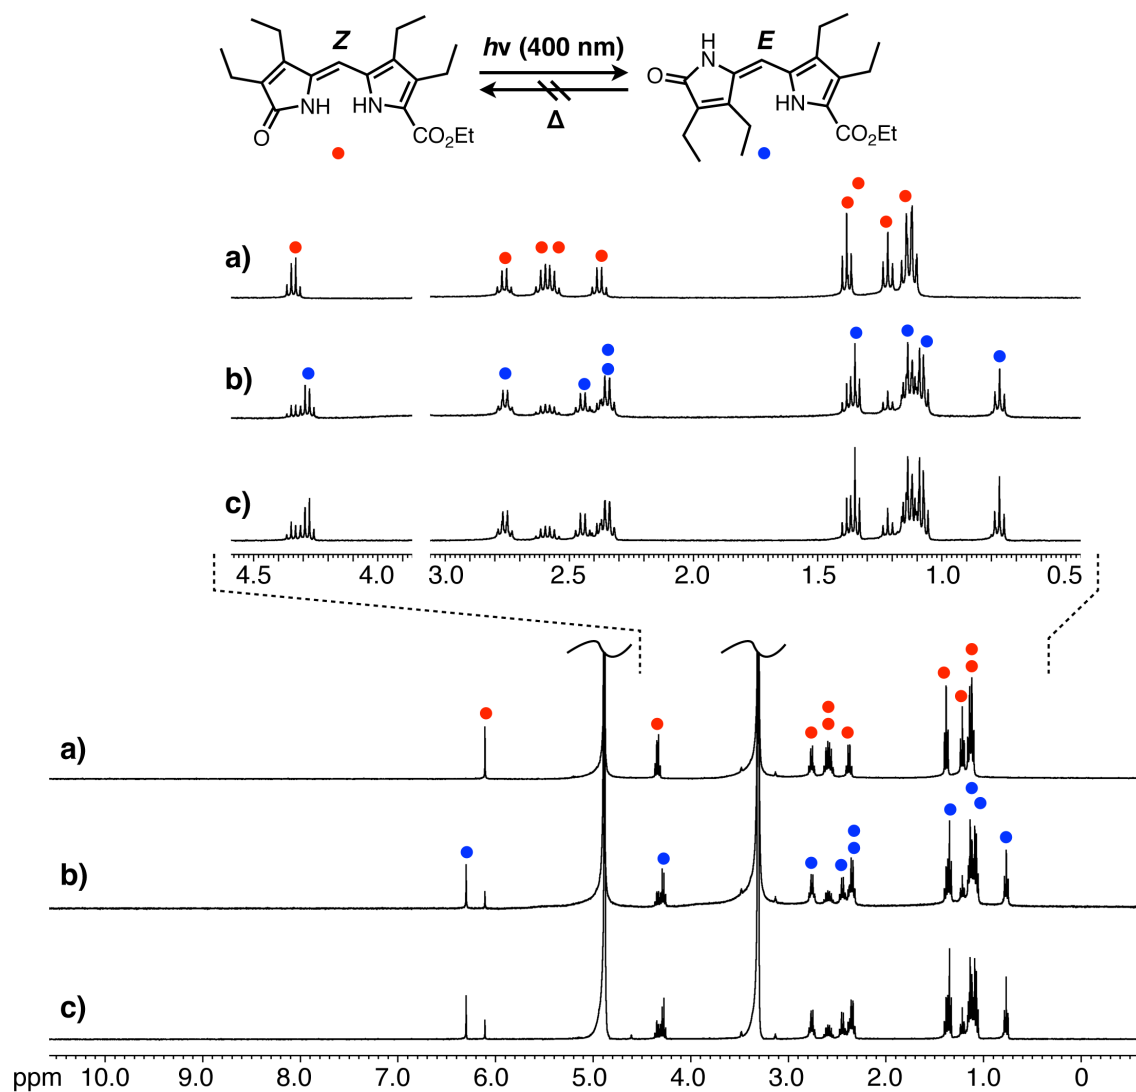 Z
hν (400 nm)
E
Δ
O
NH
HN
CO2Et
O
NH
HN
CO2Et
a)
b)
c)
4.5 4.0 3.0 2.5 2.0 1.5 1.0 0.5
a)
b)
c)
ppm 10.0 9.0 8.0 7.0 6.0 5.0 4.0 3.0 2.0 1.0 0